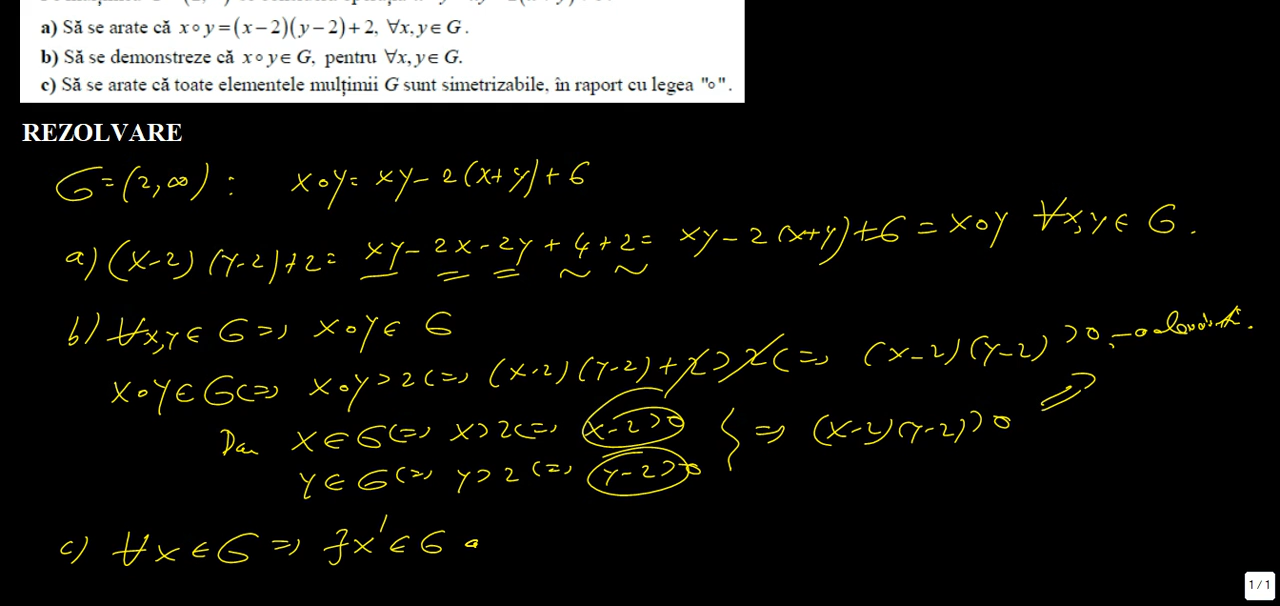 a) Să se arate că x∘y=(x−2)(y−2)+2, ∀x,y∈G.
b) Să se demonstreze că x∘y∈G, pentru ∀x,y∈G.
c) Să se arate că toate elementele mulțimii G sunt simetrizabile, în raport cu legea "∘".
REZOLVARE
G=(2,∞): x∘y= xy−2(x+y)+6
a) (x−2)(y−2)+2= xy−2x−2y+4+2= xy−2(x+y)+6 = x∘y ∀x,y∈G.
b) ∀x,y∈G => x∘y∈G
x∘y∈G <=> x∘y>2 <=> (x−2)(y−2)+2>2 <=> (x−2)(y−2)>0
Dar x∈G <=> x>2 <=> x−2>0
y∈G <=> y>2 <=> y−2>0 } => (x−2)(y−2)>0
c) ∀x∈G => ∃x'∈G
1/1